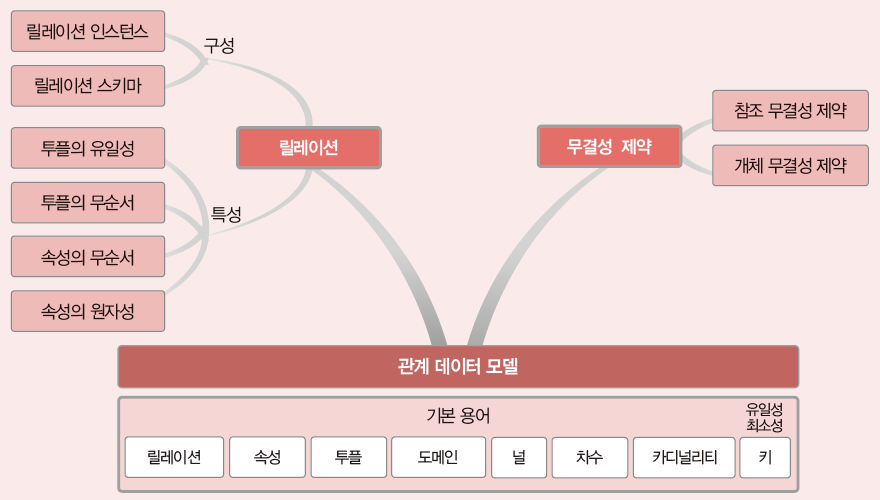 릴레이션 인스턴스
릴레이션 스키마
구성
투플의 유일성
투플의 무순서
속성의 무순서
속성의 원자성
특성
릴레이션
무결성 제약
참조 무결성 제약
개체 무결성 제약
관계 데이터 모델
기본 용어
유일성
최소성
릴레이션
속성
투플
도메인
널
차수
카디널리티
키